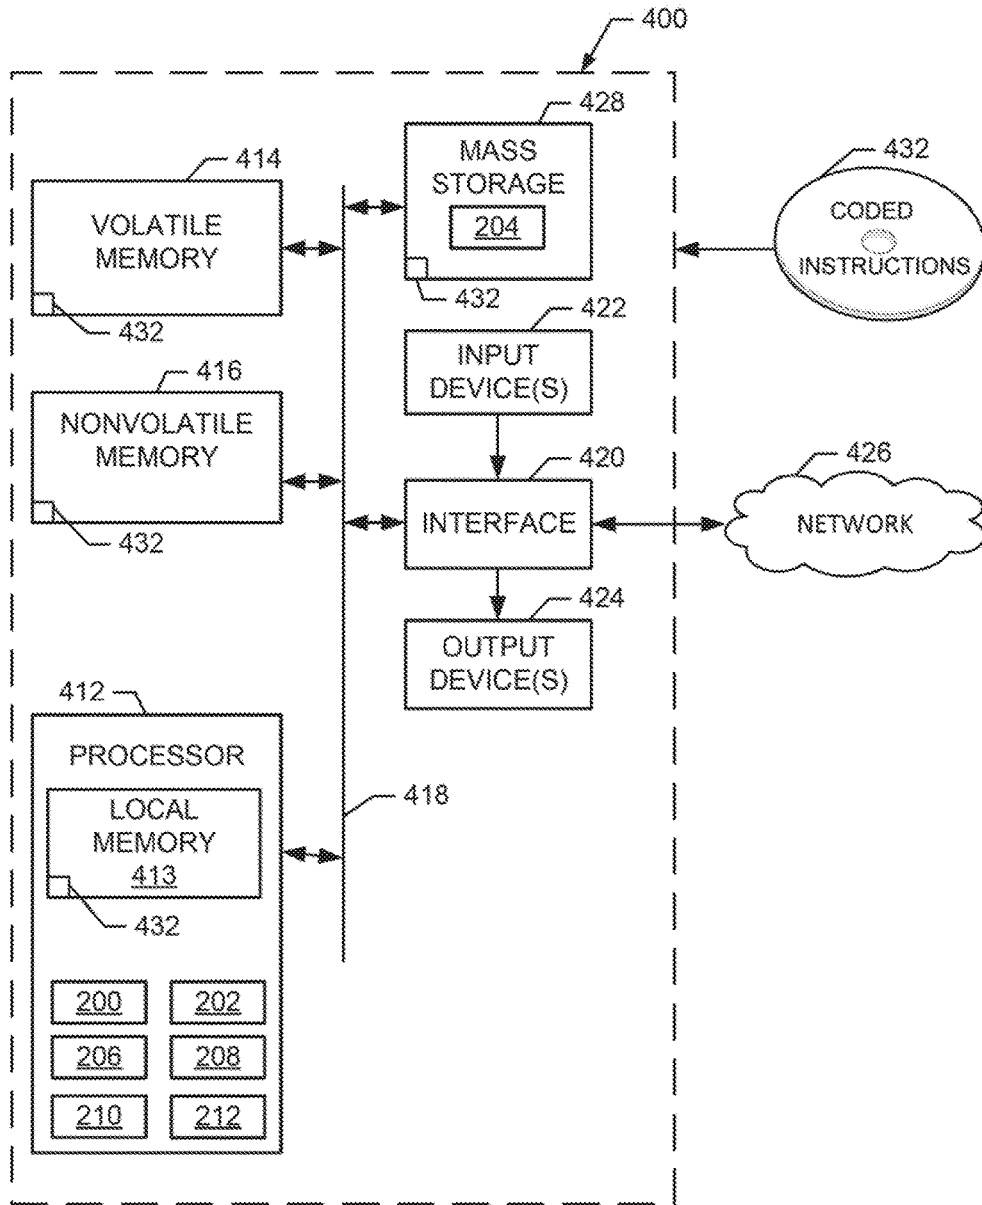 400
428
MASS
STORAGE
204
432
414
VOLATILE
MEMORY
432
432
CODED
INSTRUCTIONS
422
INPUT
DEVICE(S)
416
NONVOLATILE
MEMORY
432
420
INTERFACE
426
NETWORK
424
OUTPUT
DEVICE(S)
412
PROCESSOR
LOCAL
MEMORY
413
432
418
200
202
206
208
210
212